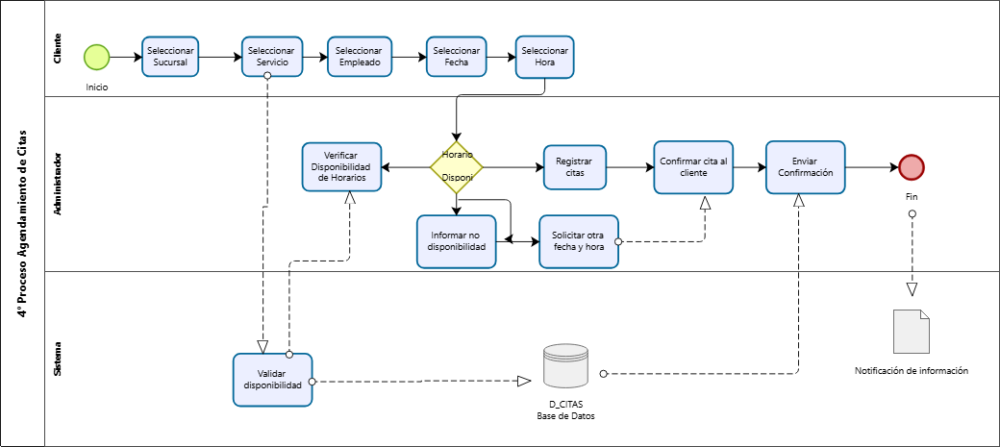 4° Proceso Agendamiento de Citas
Cliente
Inicio
Seleccionar
Sucursal
Seleccionar
Servicio
Seleccionar
Empleado
Seleccionar
Fecha
Seleccionar
Hora
Administrador
Verificar
Disponibilidad
de Horarios
Horario
Disponi
Registrar
citas
Confirmar cita al
cliente
Enviar
Confirmación
Fin
Informar no
disponibilidad
Solicitar otra
fecha y hora
Sistema
Validar
disponibilidad
D_CITAS
Base de Datos
Notificación de información